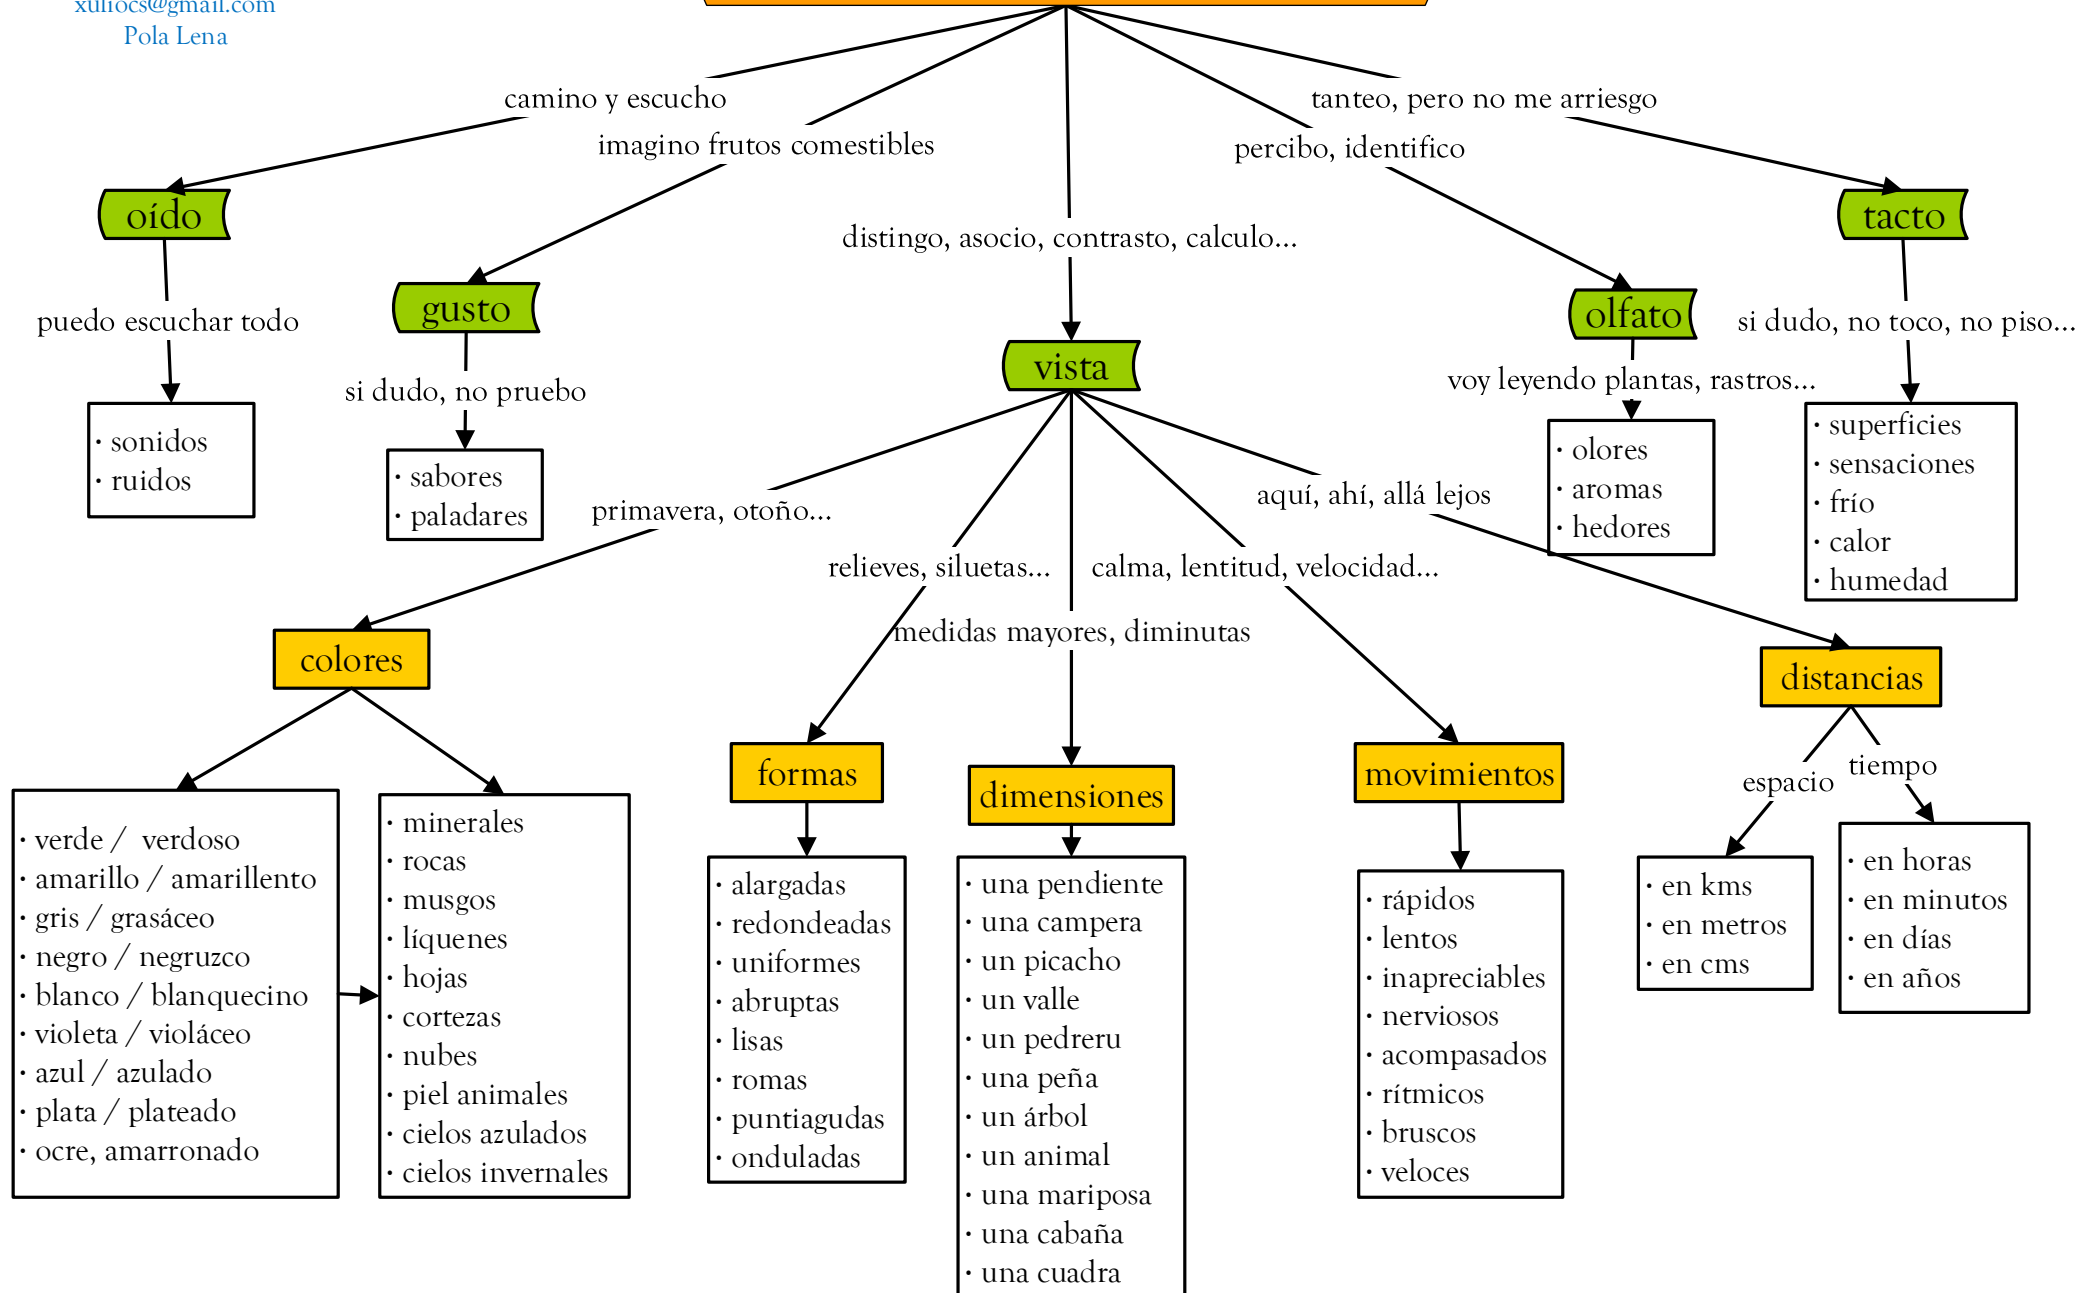 xuliocs@gmail.com
Pola Lena
camino y escucho
tanteo, pero no me arriesgo
imagino frutos comestibles
percibo, identifico
oído
tacto
distingo, asocio, contrasto, calculo...
gusto
olfato
puedo escuchar todo
si dudo, no toco, no piso...
vista
si dudo, no pruebo
voy leyendo plantas, rastros...
· sonidos
· ruidos
· sabores
· paladares
· olores
· aromas
· hedores
· superficies
· sensaciones
· frío
· calor
· humedad
primavera, otoño...
aquí, ahí, allá lejos
relieves, siluetas...
calma, lentitud, velocidad...
medidas mayores, diminutas
colores
distancias
formas
dimensiones
movimientos
espacio
tiempo
· verde / verdoso
· amarillo / amarillento
· gris / grasáceo
· negro / negruzco
· blanco / blanquecino
· violeta / violáceo
· azul / azulado
· plata / plateado
· ocre, amarronado
· minerales
· rocas
· musgos
· líquenes
· hojas
· cortezas
· nubes
· piel animales
· cielos azulados
· cielos invernales
· alargadas
· redondeadas
· uniformes
· abruptas
· lisas
· romas
· puntiagudas
· onduladas
· una pendiente
· una campera
· un picacho
· un valle
· un pedreru
· una peña
· un árbol
· un animal
· una mariposa
· una cabaña
· una cuadra
· rápidos
· lentos
· inapreciables
· nerviosos
· acompasados
· rítmicos
· bruscos
· veloces
· en kms
· en metros
· en cms
· en horas
· en minutos
· en días
· en años